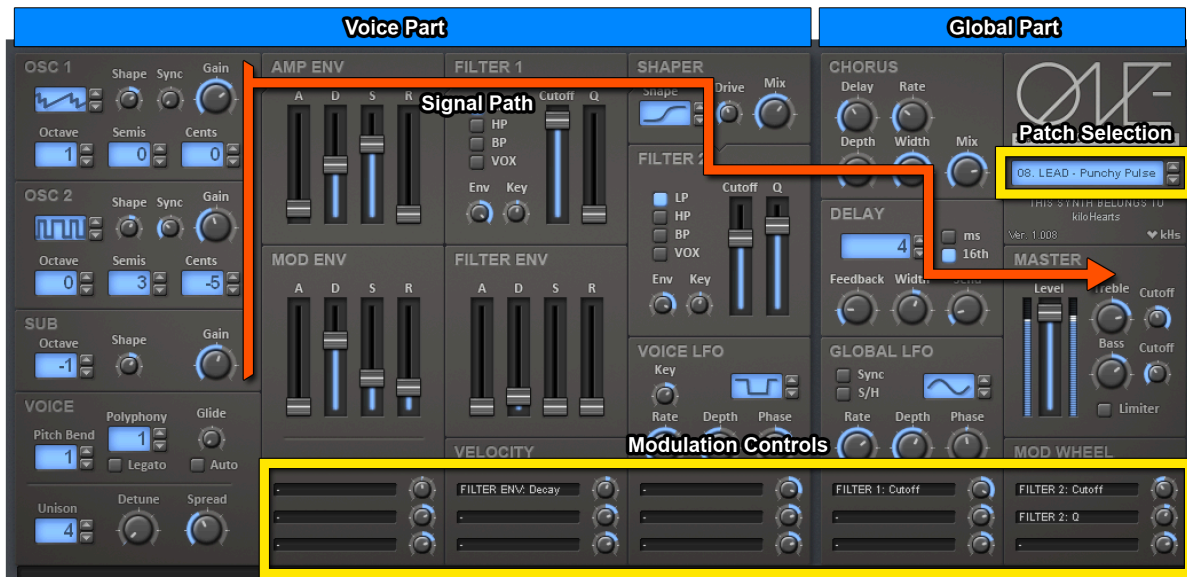 Voice Part
Global Part
OSC 1
Shape Sync Gain
Octave Semis Cents
1 0 0
OSC 2
Shape Sync Gain
Octave Semis Cents
0 3 -5
SUB
Octave Shape Gain
-1
VOICE
Polyphony Glide
Pitch Bend
1
1
Legato Auto
Unison Detune Spread
4
AMP ENV
A D S R
MOD ENV
A D S R
FILTER 1
Signal Path
Cutoff Q
HP
BP
VOX
Env Key
FILTER ENV
A D S R
VELOCITY
SHAPER
Shape Drive Mix
FILTER 2
Cutoff Q
LP
HP
BP
VOX
Env Key
VOICE LFO
Key
Rate Depth Phase
Modulation Controls
CHORUS
Delay Rate
Depth Width Mix
DELAY
4
ms
16th
Feedback Width Send
GLOBAL LFO
Sync
S/H
Rate Depth Phase
ONE
Patch Selection
08. LEAD - Punchy Pulse
THIS SYNTH BELONGS TO
kiloHearts
Ver. 1.008 kHs
MASTER
Level Treble Cutoff
Bass Cutoff
Limiter
MOD WHEEL
- FILTER ENV: Decay - FILTER 1: Cutoff FILTER 2: Cutoff
- - - - FILTER 2: Q
- - - - -